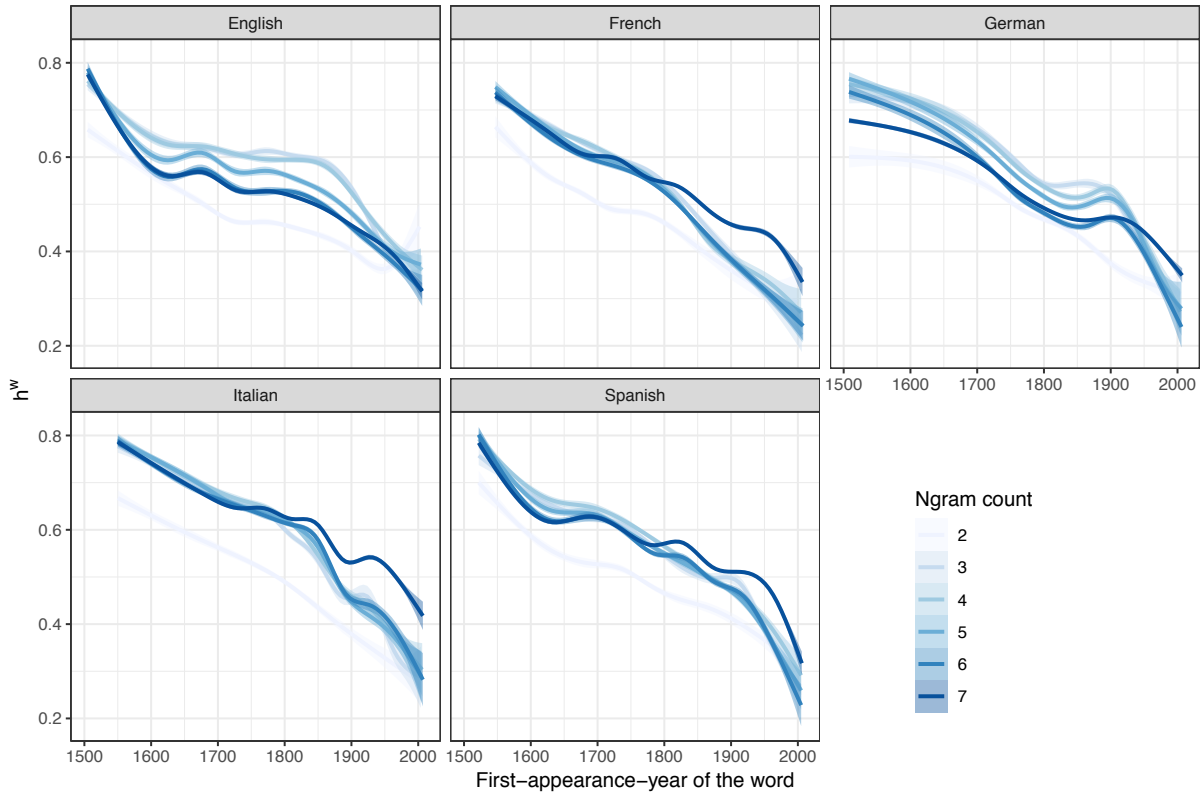 English
French
German
0.8
0.6
0.4
0.2
1500 1600 1700 1800 1900 2000
Italian
Spanish
h^w
0.8
0.6
0.4
0.2
Ngram count
2
3
4
5
6
7
1500 1600 1700 1800 1900 2000
1500 1600 1700 1800 1900 2000
First−appearance−year of the word